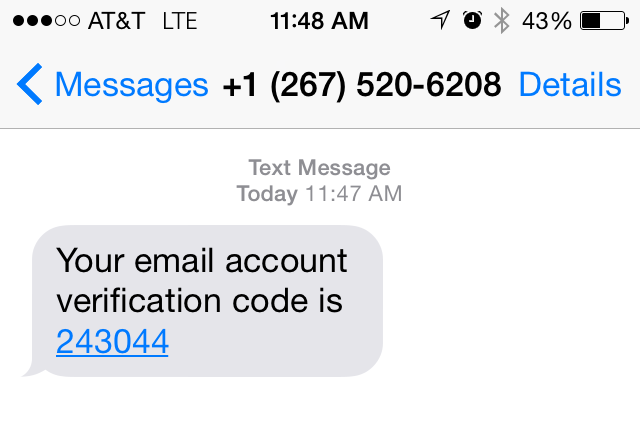 AT&T LTE 11:48 AM 43%
Messages +1 (267) 520-6208 Details
Text Message
Today 11:47 AM
Your email account
verification code is
243044